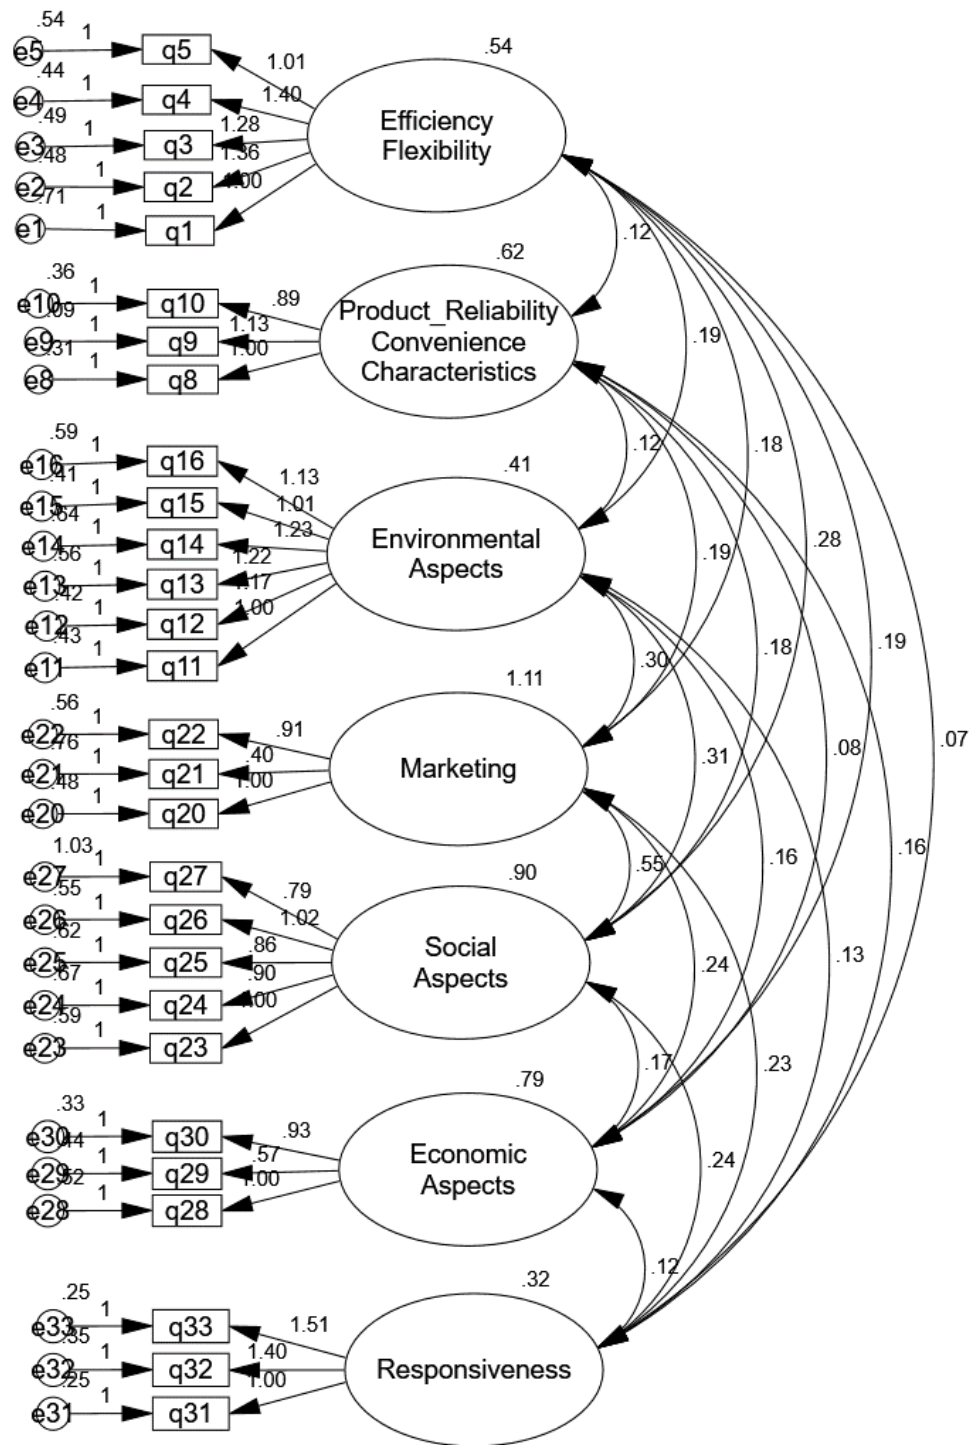 .54
e5 1 q5 1.01 .54
.44
e4 1 q4 1.40
Efficiency
Flexibility
.49
e3 1 q3 1.28
.48
e2 1 q2 1.36
.71
e1 1 q1 1.00
.12
.62
.36
e10 1 q10 .89
Product_Reliability
Convenience
Characteristics
.09
e9 1 q9 1.13
.31
e8 1 q8 1.00
.19
.12
.18
.41
.59
e16 1 q16 1.13
.41
e15 1 q15 1.01
.64
e14 1 q14 1.23
Environmental
Aspects
.56
e13 1 q13 1.22
.42
e12 1 q12 1.17
.43
e11 1 q11 1.00
.19
.28
.18
.19
.30
1.11
.56
e22 1 q22 .91
.76
e21 1 q21 .40
Marketing
.48
e20 1 q20 1.00
.31
.08
.07
.90
.55
.16
.16
1.03
e27 1 q27 .79
.55
e26 1 q26 1.02
.62
e25 1 q25 .86
Social
Aspects
.67
e24 1 q24 .90
.59
e23 1 q23 1.00
.24
.13
.79
.17
.23
.33
e30 1 q30 .93
.44
e29 1 q29 .57
Economic
Aspects
.52
e28 1 q28 1.00
.24
.12
.32
.25
e33 1 q33 1.51
.35
e32 1 q32 1.40
Responsiveness
.25
e31 1 q31 1.00